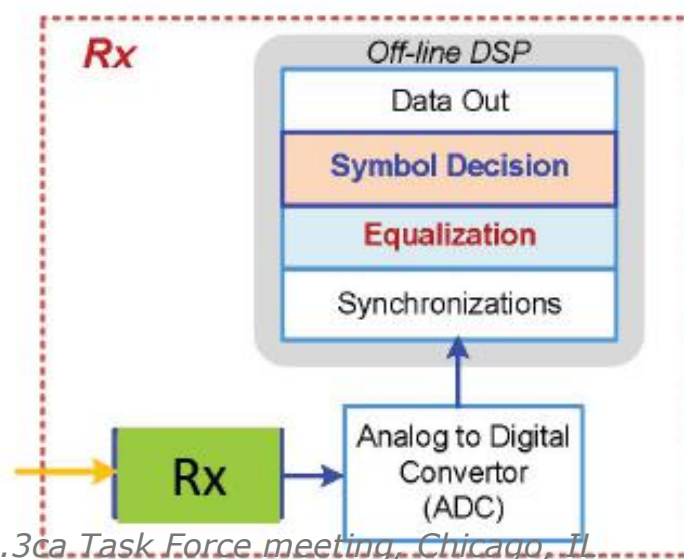 Rx
Off-line DSP
Data Out
Symbol Decision
Equalization
Synchronizations
Rx
Analog to Digital
Convertor
(ADC)
.3ca Task Force meeting, Chicago, IL